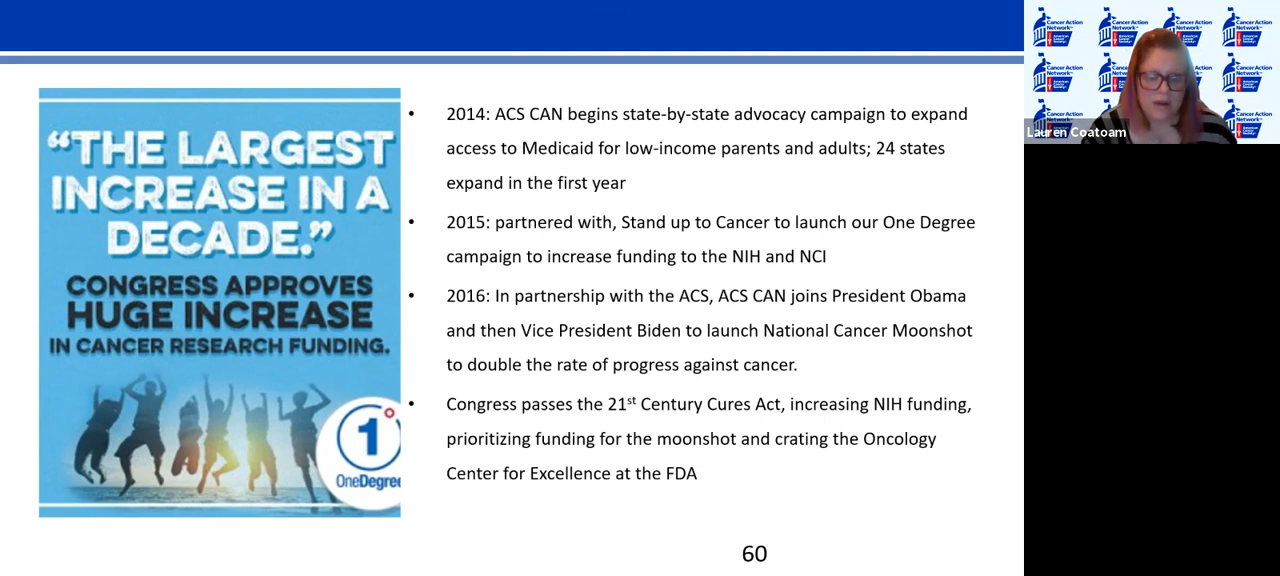 “THE LARGEST
INCREASE IN A
DECADE.”
CONGRESS APPROVES
HUGE INCREASE
IN CANCER RESEARCH FUNDING.
1°
OneDegree
• 2014: ACS CAN begins state-by-state advocacy campaign to expand
access to Medicaid for low-income parents and adults; 24 states
expand in the first year
• 2015: partnered with, Stand up to Cancer to launch our One Degree
campaign to increase funding to the NIH and NCI
• 2016: In partnership with the ACS, ACS CAN joins President Obama
and then Vice President Biden to launch National Cancer Moonshot
to double the rate of progress against cancer.
• Congress passes the 21st Century Cures Act, increasing NIH funding,
prioritizing funding for the moonshot and crating the Oncology
Center for Excellence at the FDA
60
Cancer Action
Network™
American
Cancer
Society
Lauren Coatoam